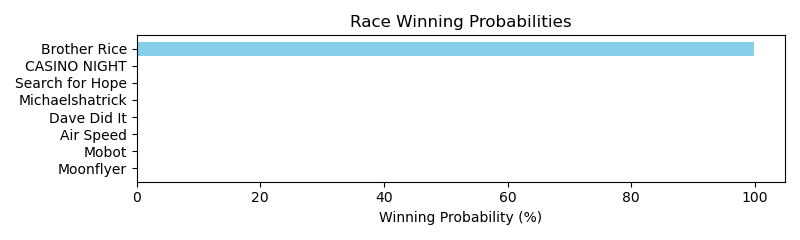 Race Winning Probabilities
Brother Rice
CASINO NIGHT
Search for Hope
Michaelshatrick
Dave Did It
Air Speed
Mobot
Moonflyer
0 20 40 60 80 100
Winning Probability (%)